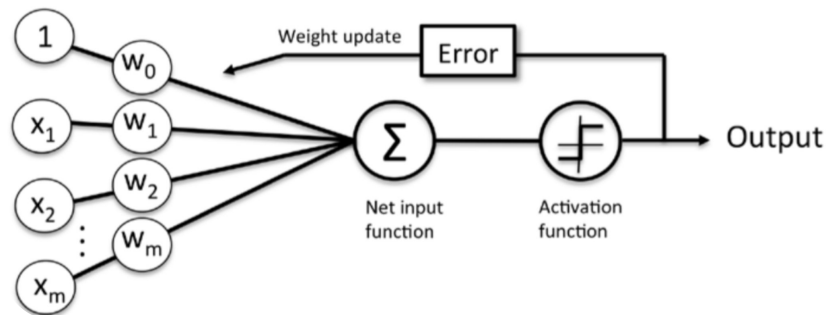 1
w₀
Weight update
Error
x₁
w₁
Σ
Output
x₂
w₂
Net input
function
Activation
function
⋮
wₘ
xₘ